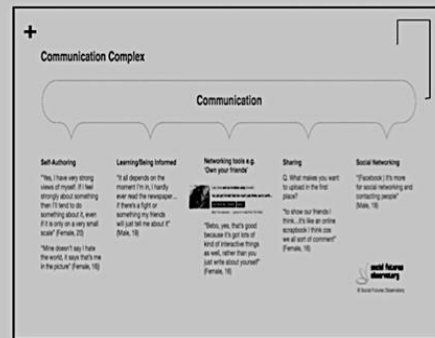 +
Communication Complex
Communication
Self-Authoring
"Yes, I have very strong
views of myself. If I feel
strongly about something
then I'll tend to do
something about it, even
if it is only on a very small
scale" (Female, 20)
"Mine doesn't say I hate
the world, it says that's me
in the picture" (Female, 16)
Learning/Being Informed
"It all depends on the
moment I'm in, I hardly
ever read the newspaper...
if there's a fight or
something my friends
will just tell me about it"
(Male, 19)
Networking tools e.g.
'Own your friends'
"Bebo, yes, that's good
because it's got lots of
kind of interactive things
as well, rather than you
just write about yourself"
(Female, 16)
Sharing
Q. What makes you want
to upload in the first
place?
"to show our friends I
think...it's like an online
scrapbook I think cos
we all sort of comment"
(Female, 16)
Social Networking
"(Facebook) It's more
for social networking and
contacting people"
(Male, 19)
social futures
observatory
© Social Futures Observatory